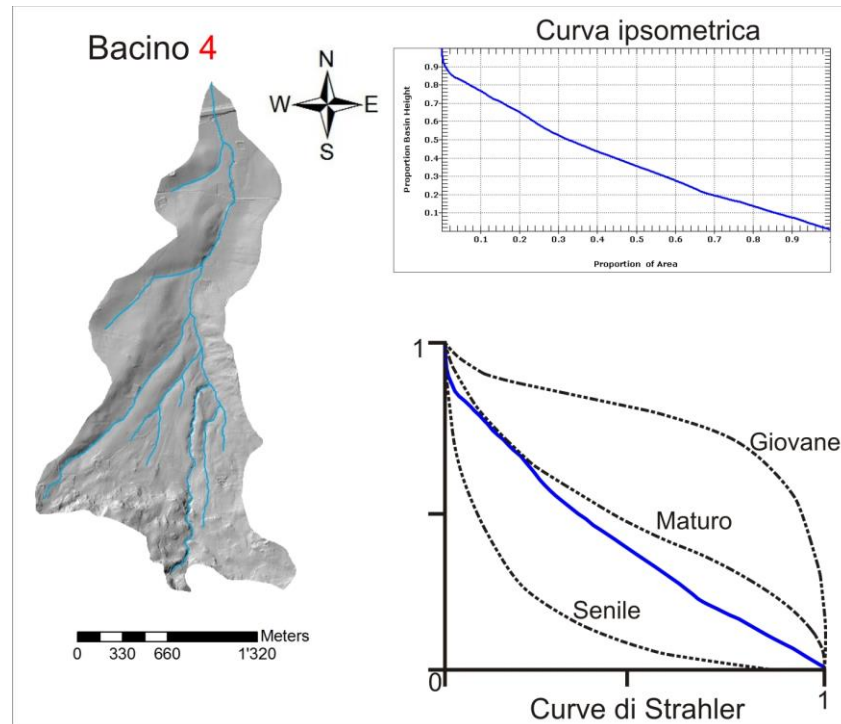 Bacino 4
N
W E
S
Meters
0 330 660 1'320
Curva ipsometrica
Proportion Basin Height
0.9
0.8
0.7
0.6
0.5
0.4
0.3
0.2
0.1
0.1 0.2 0.3 0.4 0.5 0.6 0.7 0.8 0.9 1
Proportion of Area
1
Giovane
Maturo
Senile
0 1
Curve di Strahler